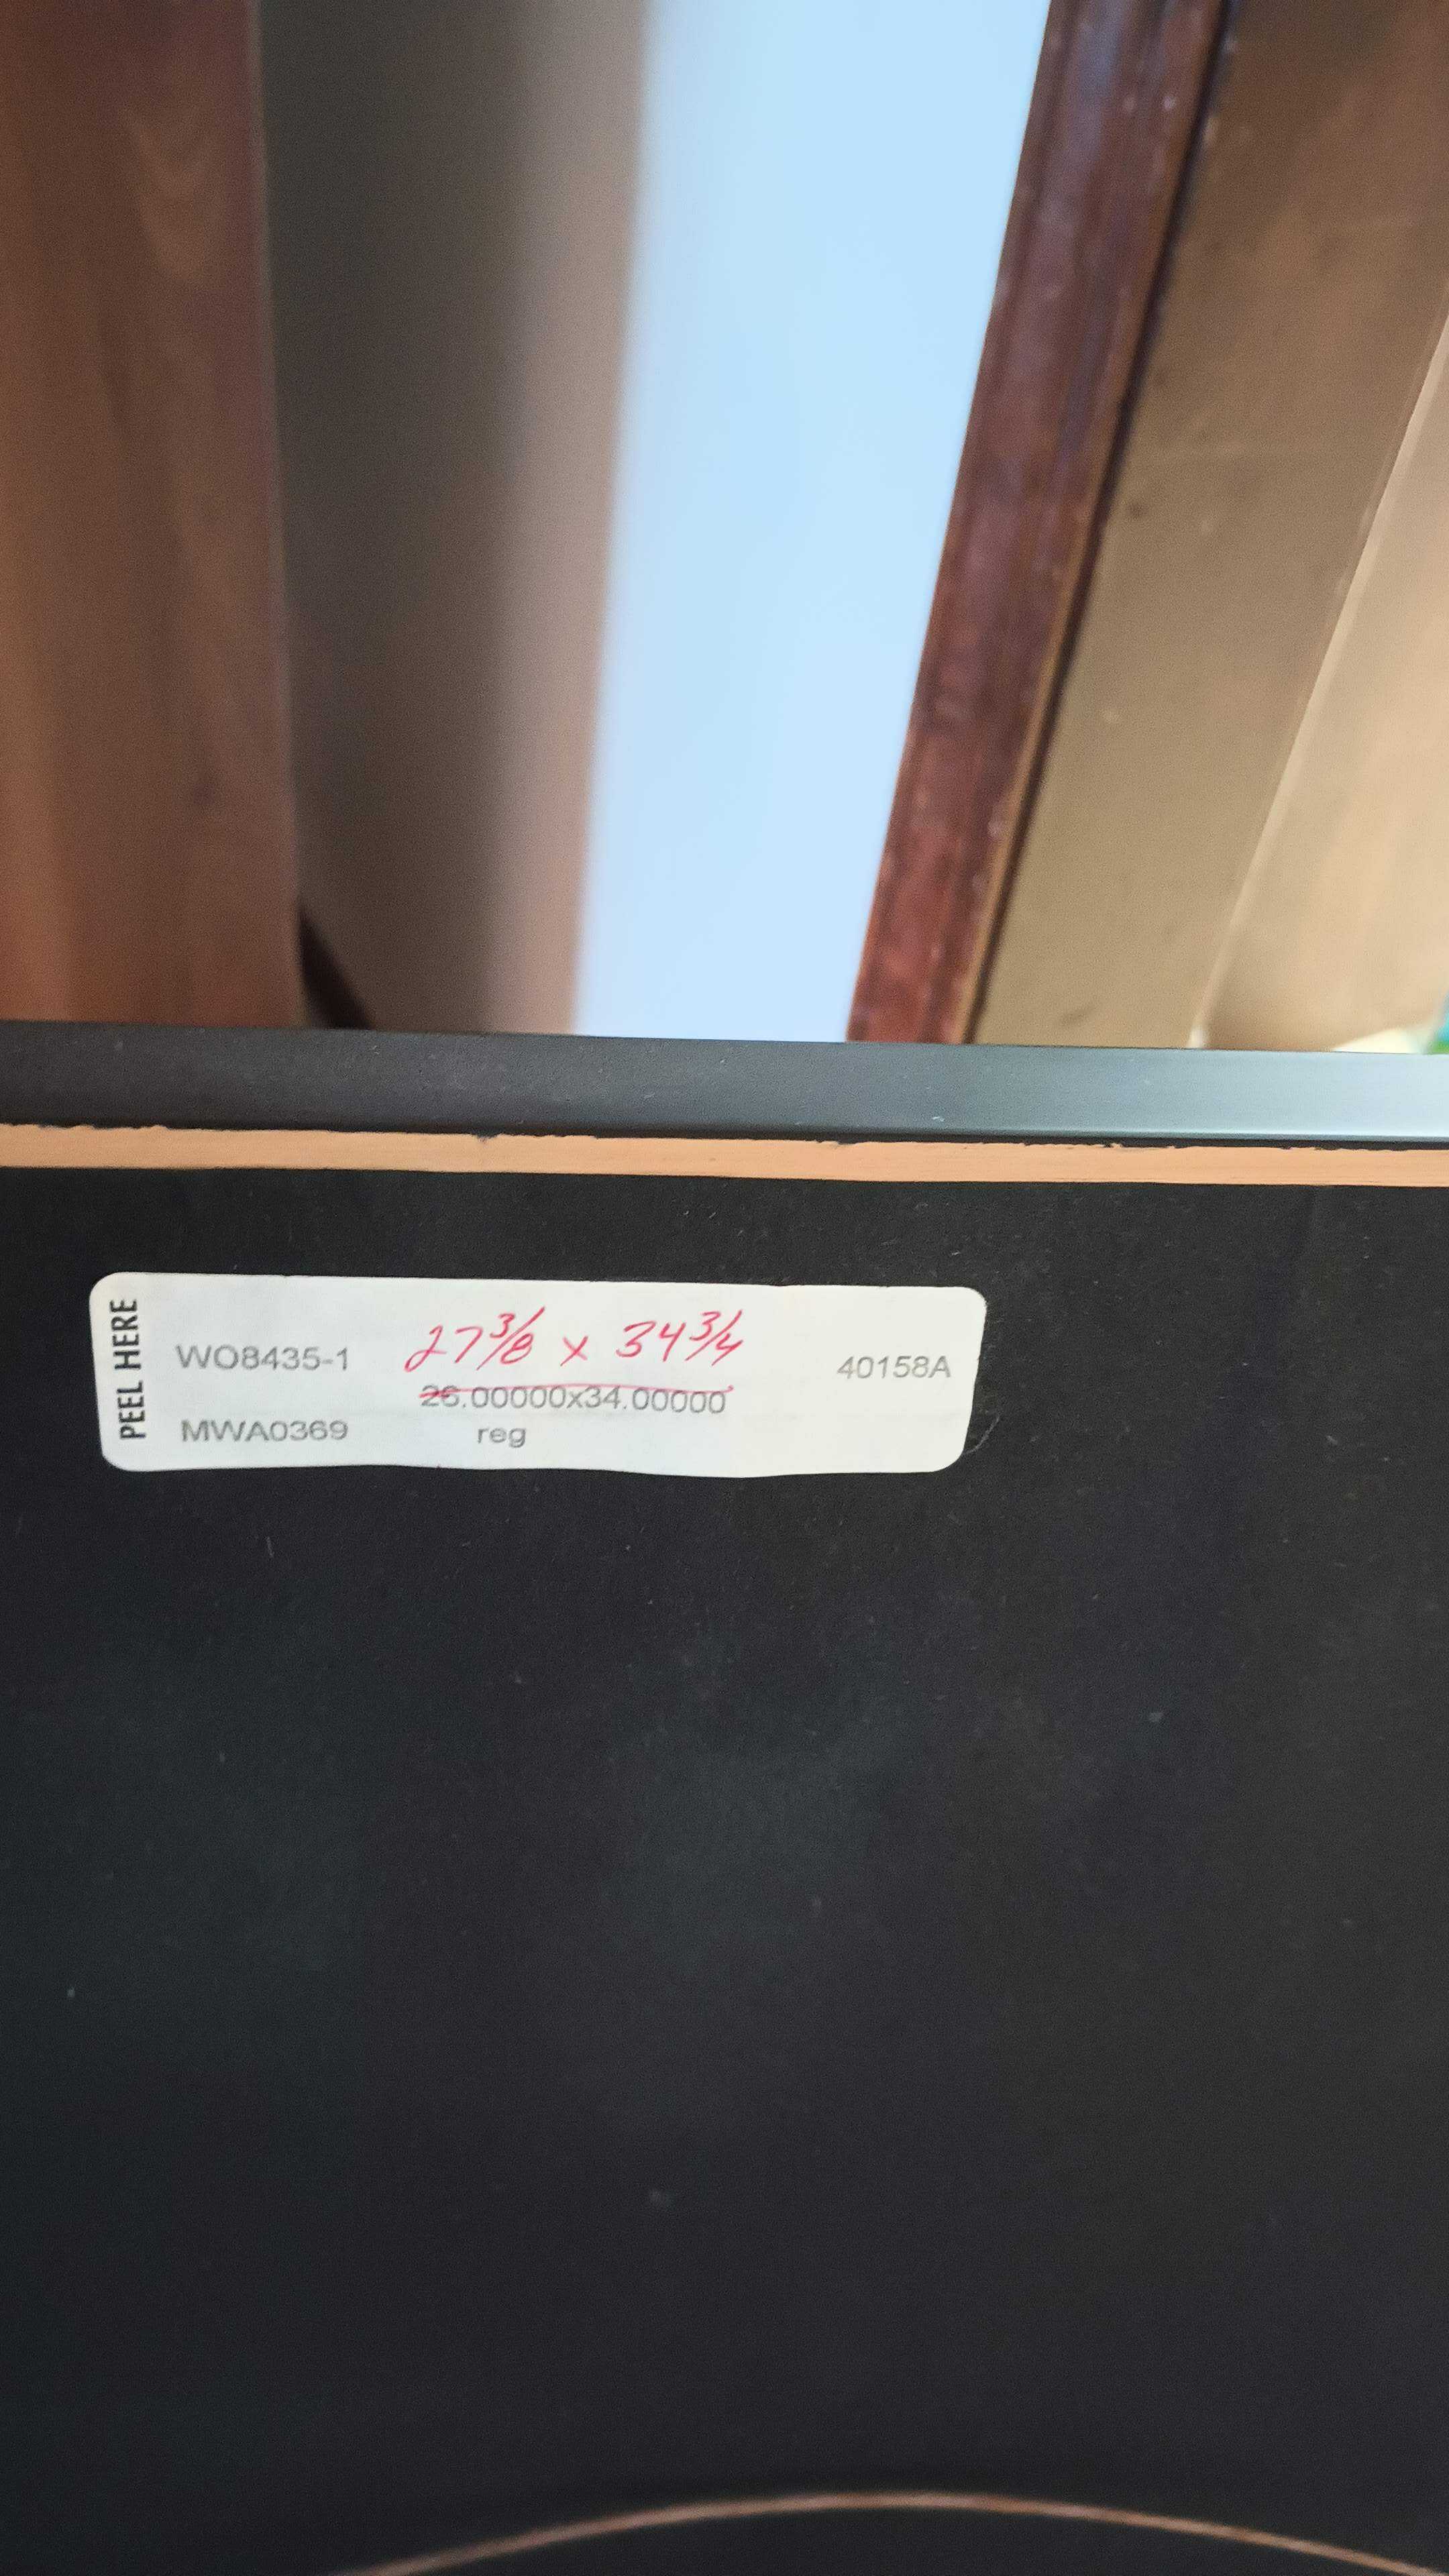 PEEL HERE
27 3/8 x 34 3/4
WO8435-1
40158A
26.00000x34.00000
MWA0369
reg